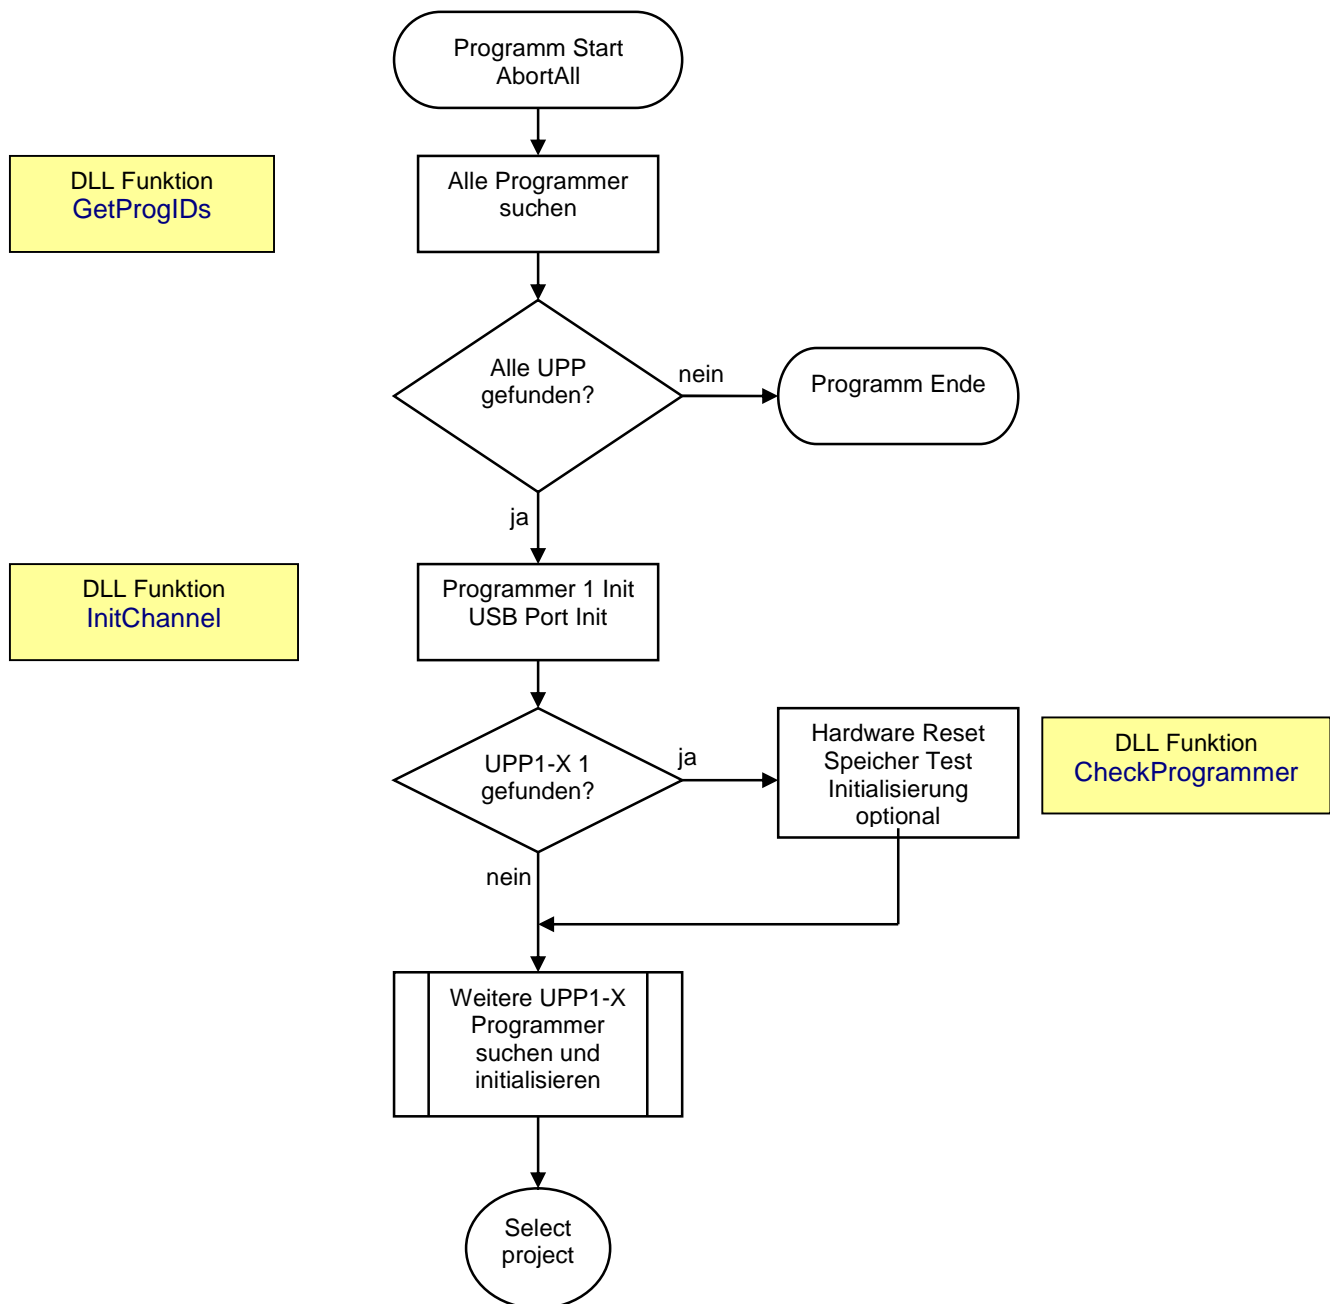 Programm Start
AbortAll
DLL Funktion
GetProgIDs
Alle Programmer
suchen
Alle UPP
gefunden?
nein
Programm Ende
ja
DLL Funktion
InitChannel
Programmer 1 Init
USB Port Init
UPP1-X 1
gefunden?
ja
Hardware Reset
Speicher Test
Initialisierung
optional
DLL Funktion
CheckProgrammer
nein
Weitere UPP1-X
Programmer
suchen und
initialisieren
Select
project